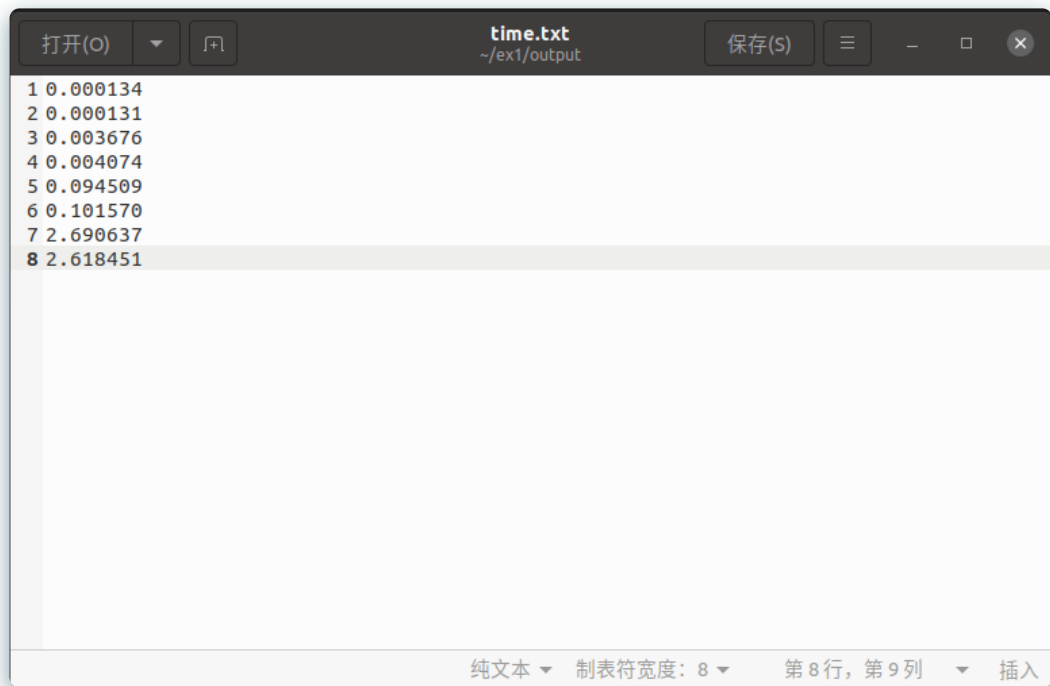 打开(O)
time.txt
~/ex1/output
保存(S)
1 0.000134
2 0.000131
3 0.003676
4 0.004074
5 0.094509
6 0.101570
7 2.690637
8 2.618451
纯文本 制表符宽度：8 第 8 行，第 9 列 插入